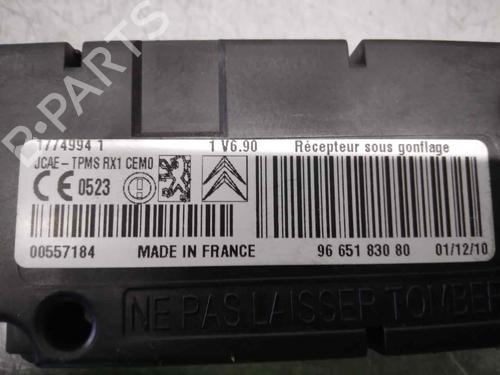 B-PARTS
1774994 1
1 V6.90
Récepteur sous gonflage
JCAE-TPMS RX1 CEM0
CE 0523
00557184
MADE IN FRANCE
96 651 830 80
01/12/10
NE PAS LAISSER TOMBER